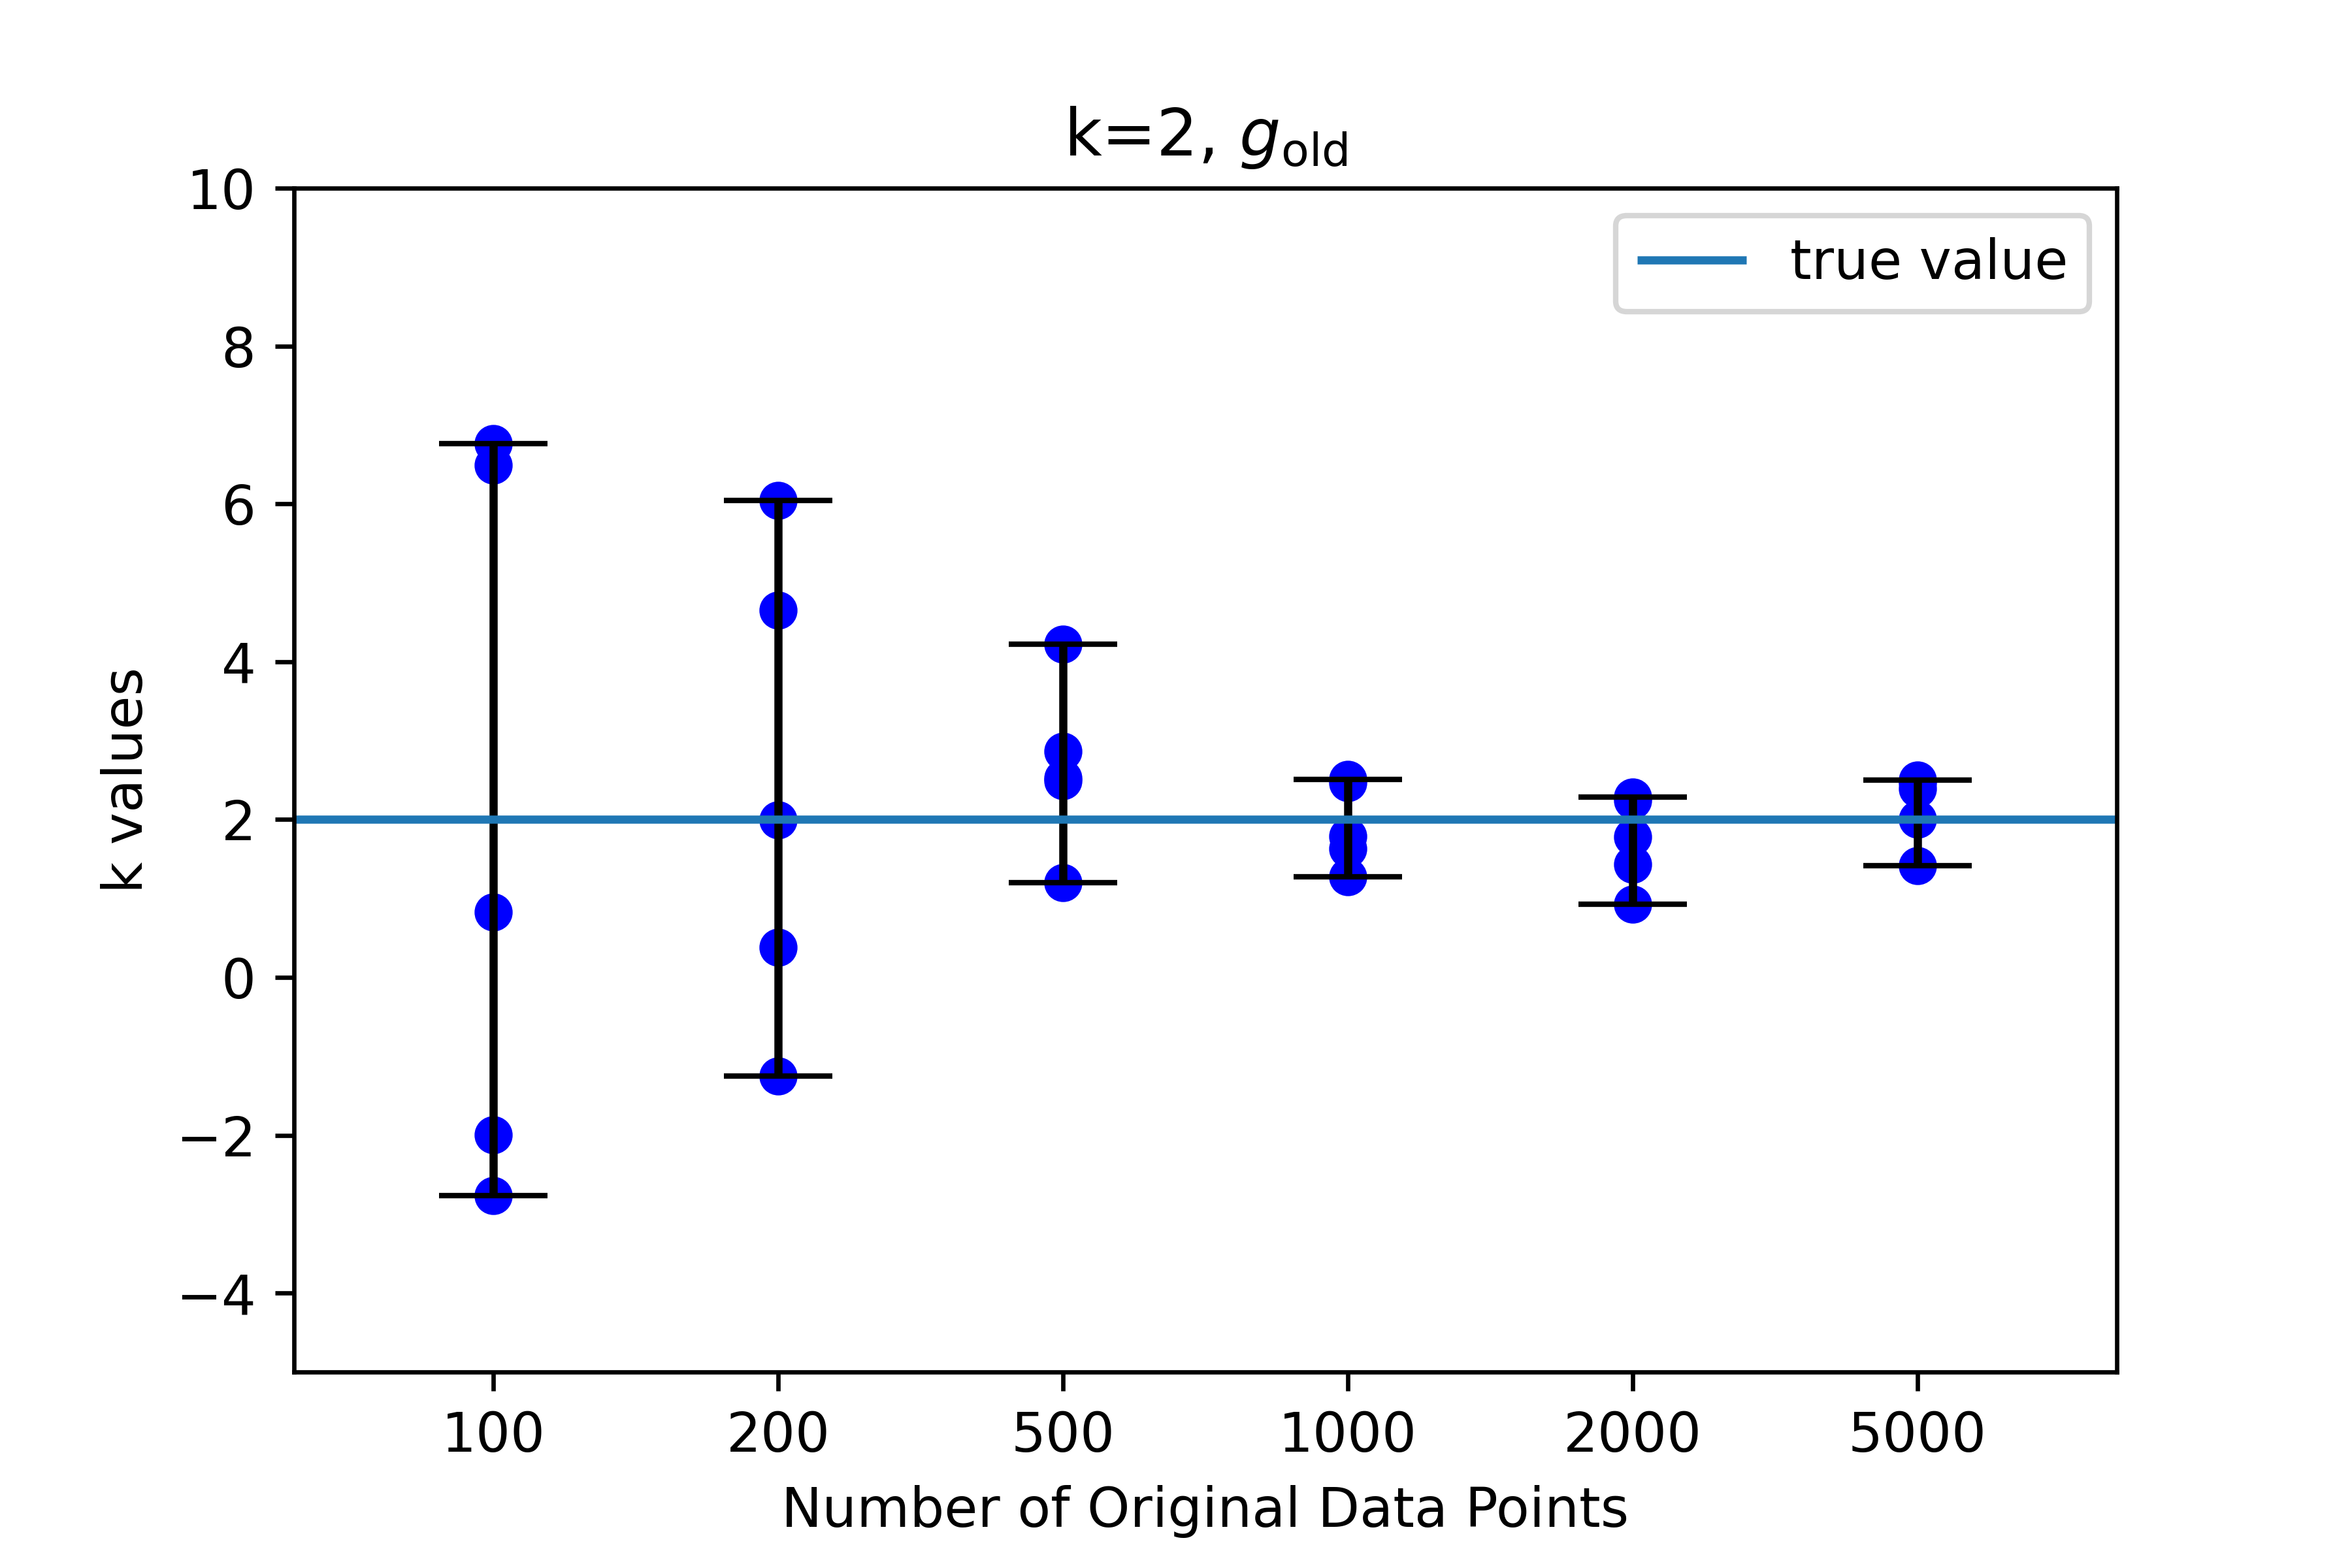 k=2, g_old
10
true value
8
6
4
k values
2
0
−2
−4
100 200 500 1000 2000 5000
Number of Original Data Points